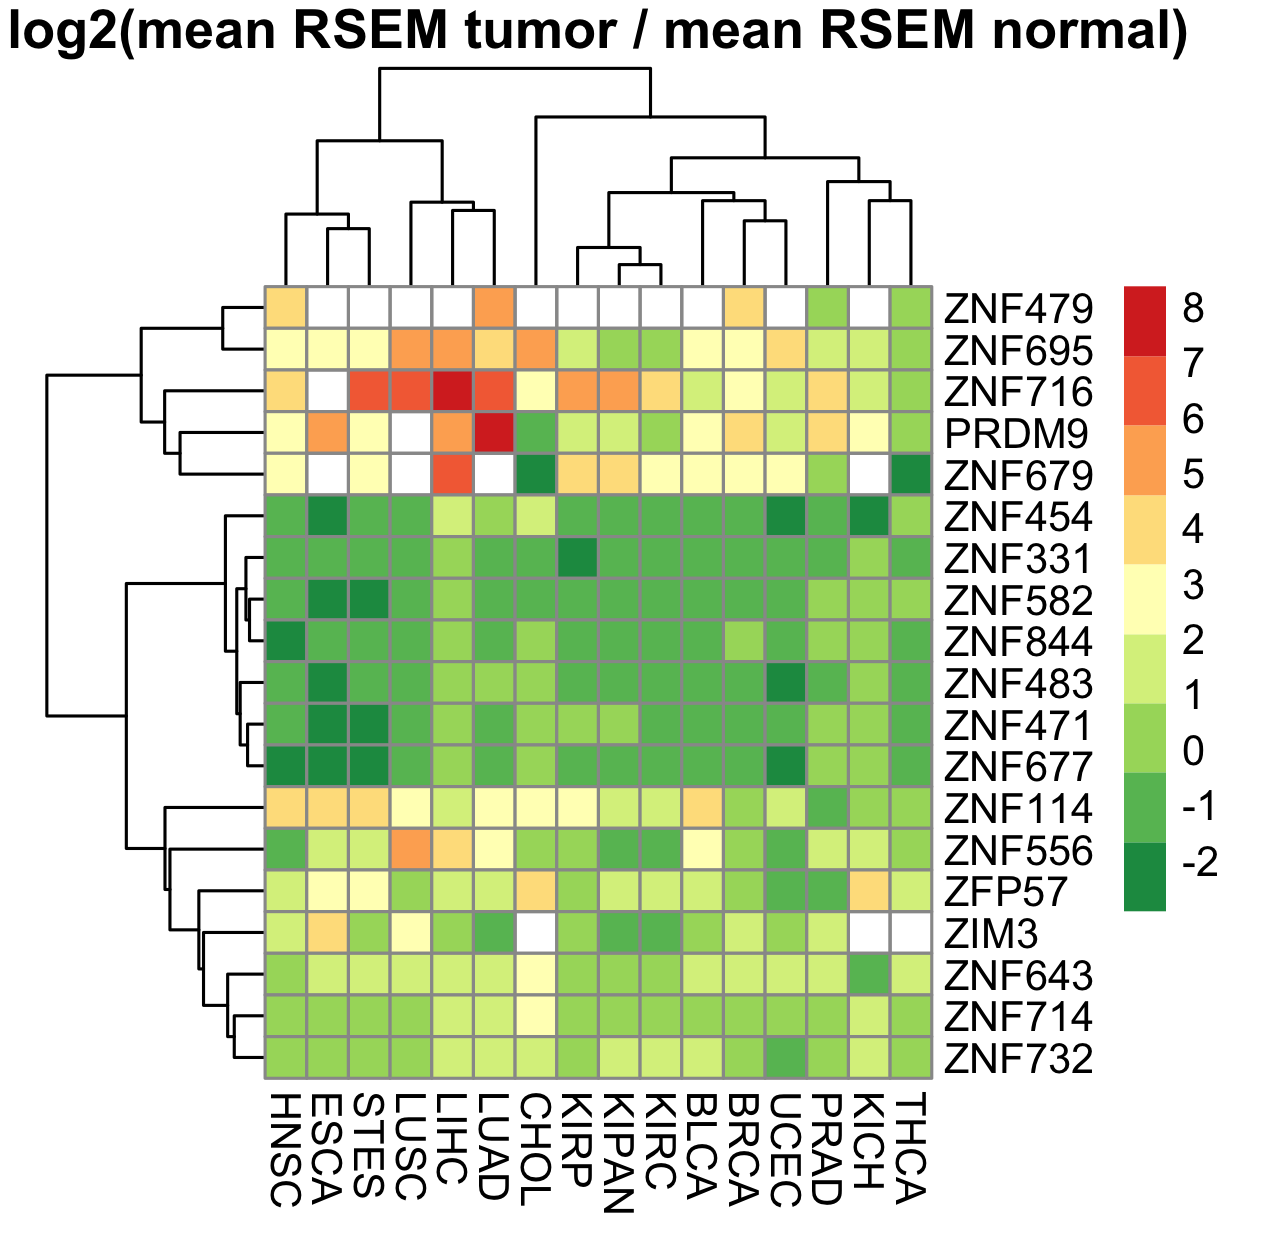 log2(mean RSEM tumor / mean RSEM normal)
ZNF479
ZNF695
ZNF716
PRDM9
ZNF679
ZNF454
ZNF331
ZNF582
ZNF844
ZNF483
ZNF471
ZNF677
ZNF114
ZNF556
ZFP57
ZIM3
ZNF643
ZNF714
ZNF732
8
7
6
5
4
3
2
1
0
-1
-2
HNSC
ESCA
STES
LUSC
LIHC
LUAD
CHOL
KIRP
KIPAN
KIRC
BLCA
BRCA
UCEC
PRAD
KICH
THCA